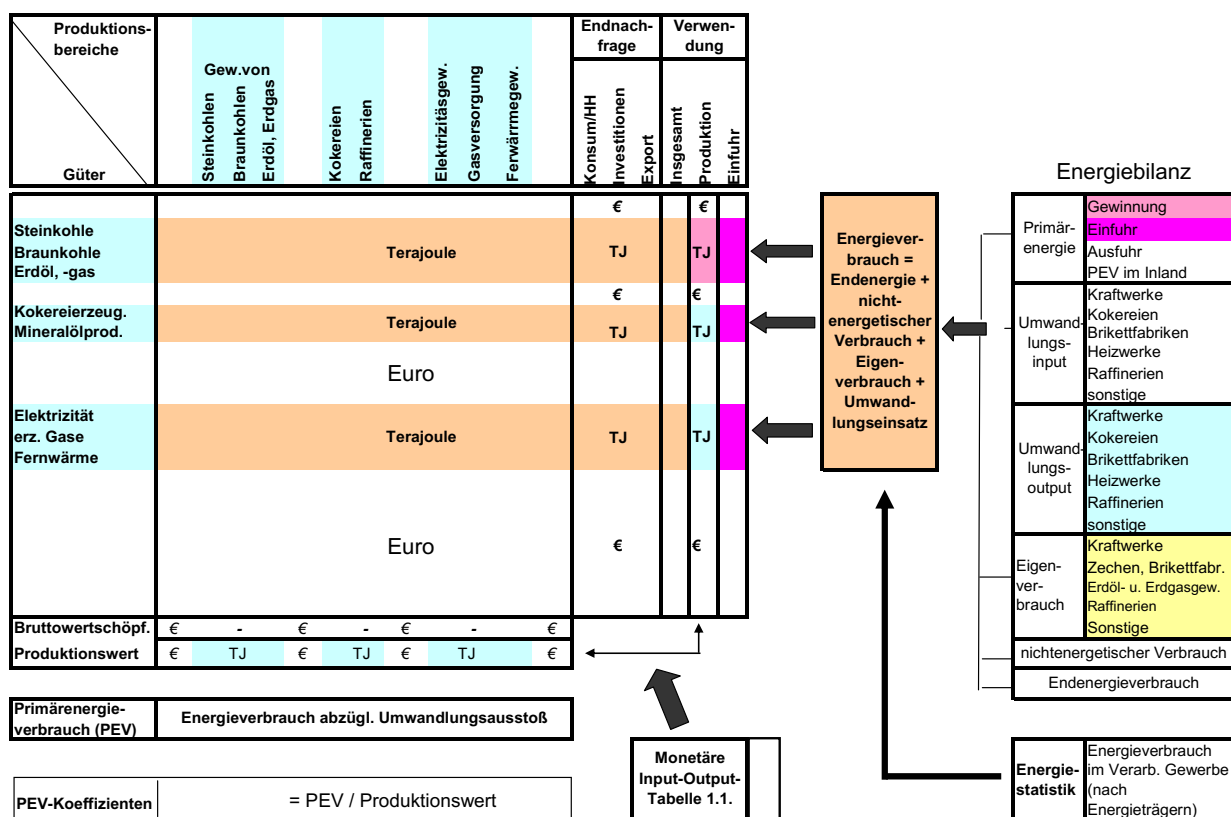 Produktions-
bereiche
Güter
Gew.von
Steinkohlen
Braunkohlen
Erdöl, Erdgas
Kokereien
Raffinerien
Elektrizitäsgew.
Gasversorgung
Ferwärrmegew.
Endnach-
frage
Verwen-
dung
Konsum/HH
Investitionen
Export
Insgesamt
Produktion
Einfuhr
€ €
Steinkohle
Braunkohle
Erdöl, -gas
Terajoule TJ TJ
€ €
Kokereierzeug.
Mineralölprod.
Terajoule TJ TJ
Euro
Elektrizität
erz. Gase
Fernwärme
Terajoule TJ TJ
Euro € €
Bruttowertschöpf. € - € - € - €
Produktionswert € TJ € TJ € TJ €
Primärenergie-
verbrauch (PEV)
Energieverbrauch abzügl. Umwandlungsausstoß
PEV-Koeffizienten = PEV / Produktionswert
Monetäre
Input-Output-
Tabelle 1.1.
Energiever-
brauch =
Endenergie +
nicht-
energetischer
Verbrauch +
Eigen-
verbrauch +
Umwand-
lungseinsatz
Energiebilanz
Primär-
energie
Gewinnung
Einfuhr
Ausfuhr
PEV im Inland
Umwand-
lungs-
input
Kraftwerke
Kokereien
Brikettfabriken
Heizwerke
Raffinerien
sonstige
Umwand-
lungs-
output
Kraftwerke
Kokereien
Brikettfabriken
Heizwerke
Raffinerien
sonstige
Eigen-
ver-
brauch
Kraftwerke
Zechen, Brikettfabr.
Erdöl- u. Erdgasgew.
Raffinerien
Sonstige
nichtenergetischer Verbrauch
Endenergieverbrauch
Energie-
statistik
Energieverbrauch
im Verarb. Gewerbe
(nach
Energieträgern)